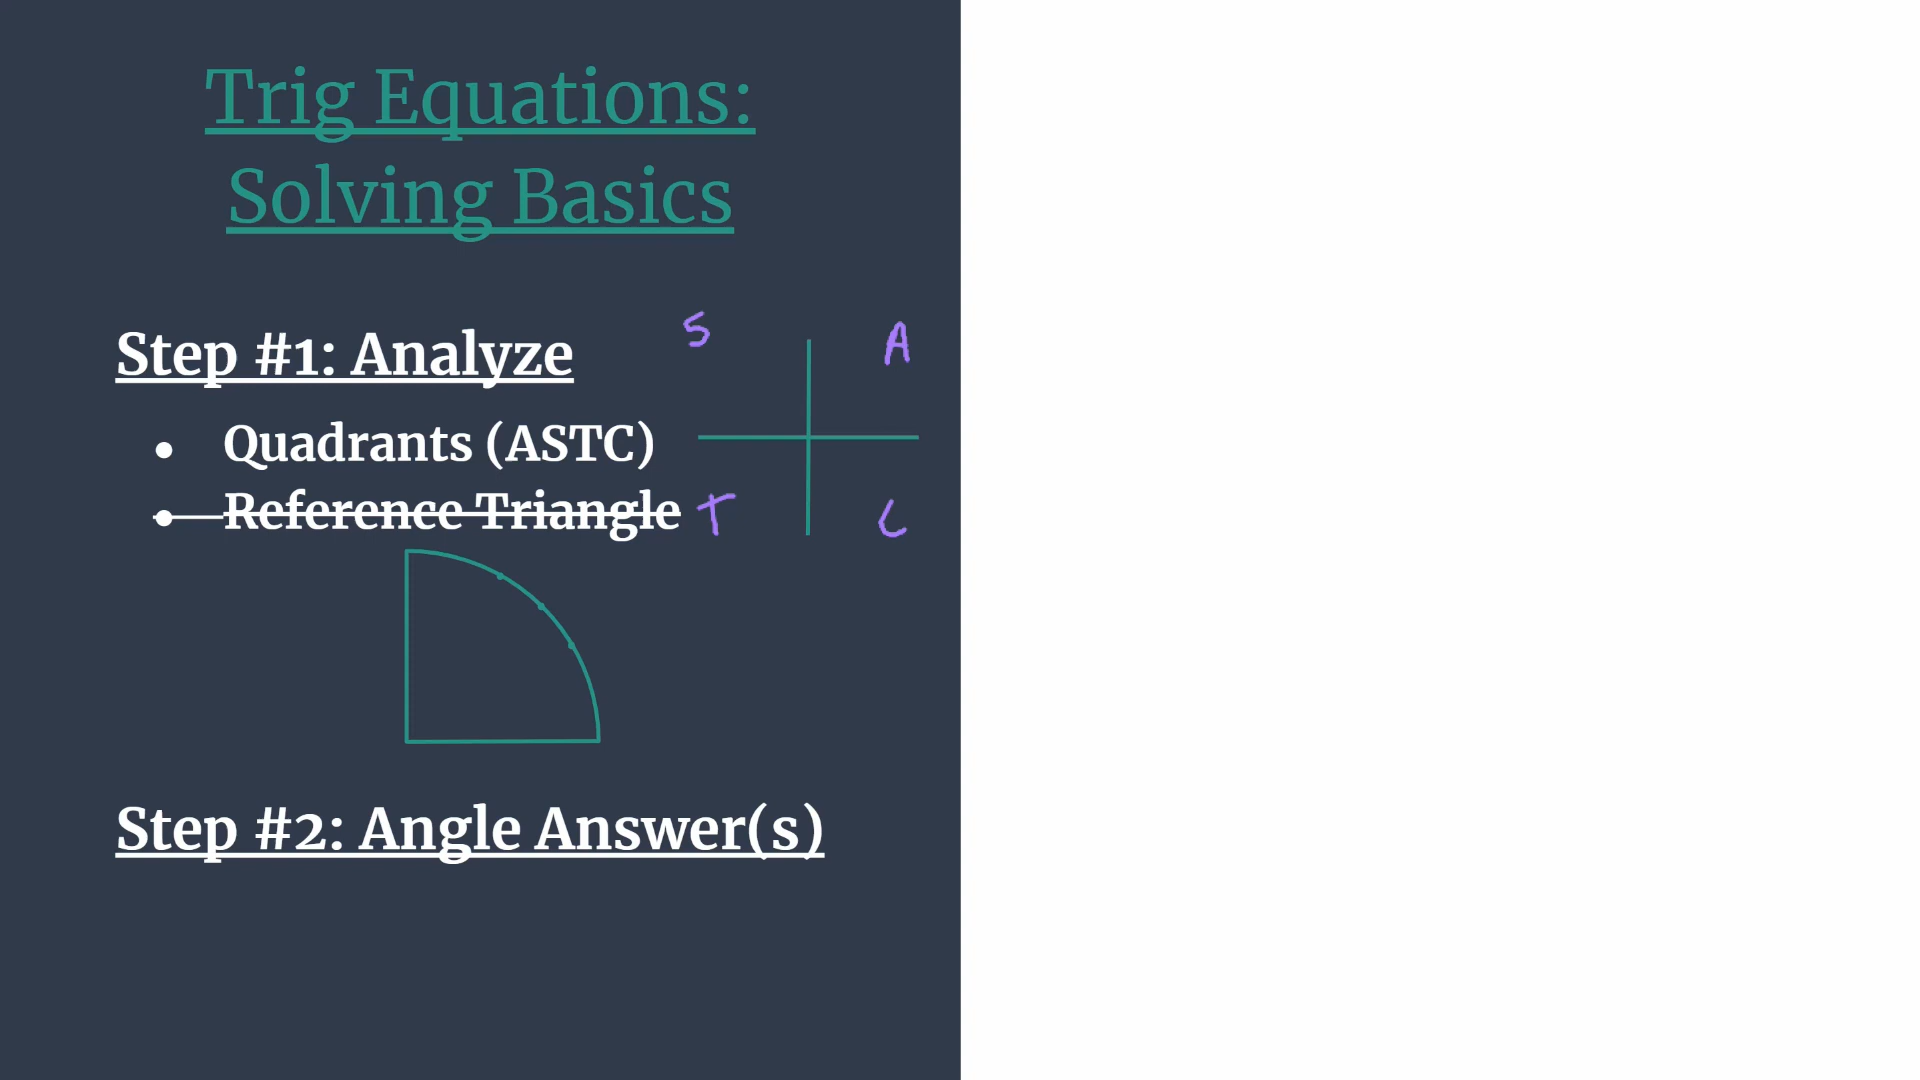 Trig Equations:
Solving Basics
Step #1: Analyze
S
A
• Quadrants (ASTC)
• Reference Triangle
T
C
Step #2: Angle Answer(s)